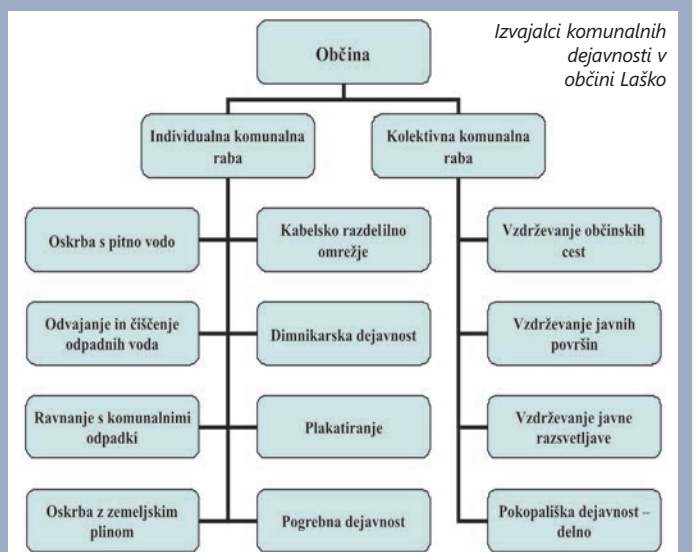 Izvajalci komunalnih
dejavnosti v
občini Laško
Občina
Individualna komunalna
raba
Kolektivna komunalna
raba
Oskrba s pitno vodo
Kabelsko razdelilno
omrežje
Vzdrževanje občinskih
cest
Odvajanje in čiščenje
odpadnih voda
Dimnikarska dejavnost
Vzdrževanje javnih
površin
Ravnanje s komunalnimi
odpadki
Plakatiranje
Vzdrževanje javne
razsvetljave
Oskrba z zemeljskim
plinom
Pogrebna dejavnost
Pokopališka dejavnost –
delno